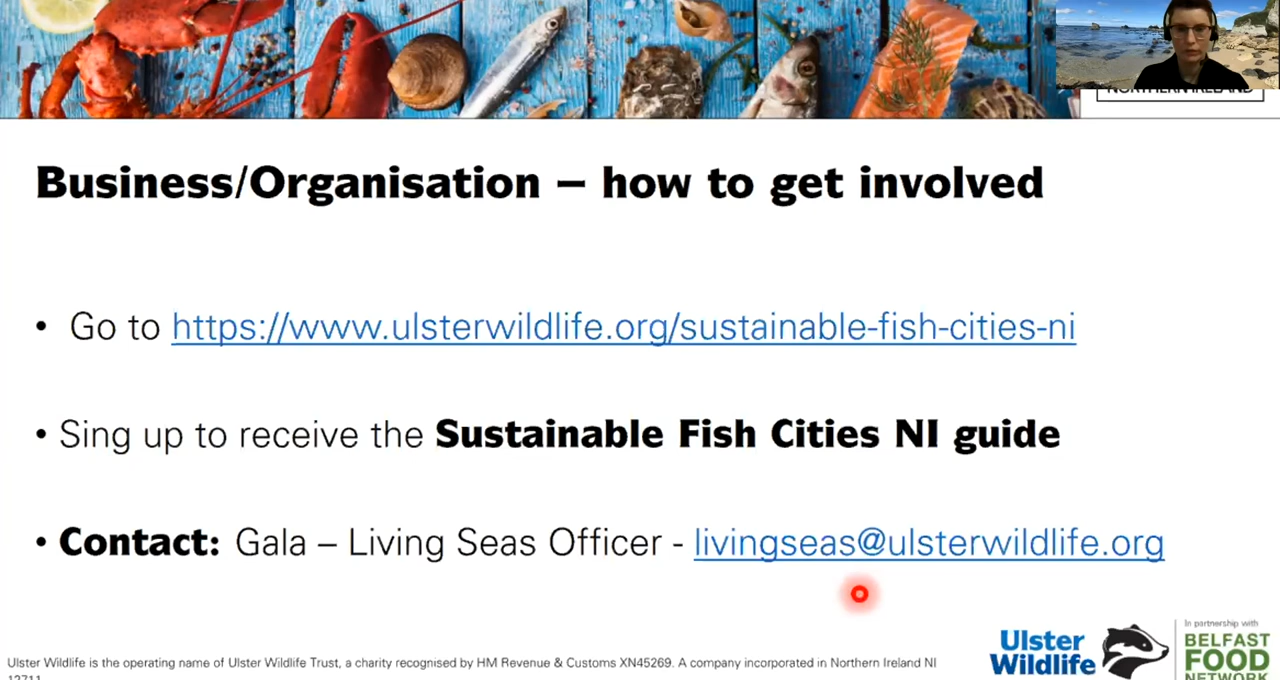 NORTHERN IRELAND
Business/Organisation – how to get involved
• Go to https://www.ulsterwildlife.org/sustainable-fish-cities-ni
• Sing up to receive the Sustainable Fish Cities NI guide
• Contact: Gala – Living Seas Officer - livingseas@ulsterwildlife.org
Ulster Wildlife is the operating name of Ulster Wildlife Trust, a charity recognised by HM Revenue & Customs XN45269. A company incorporated in Northern Ireland NI
12711
Ulster
Wildlife
In partnership with
BELFAST
FOOD
NETWORK